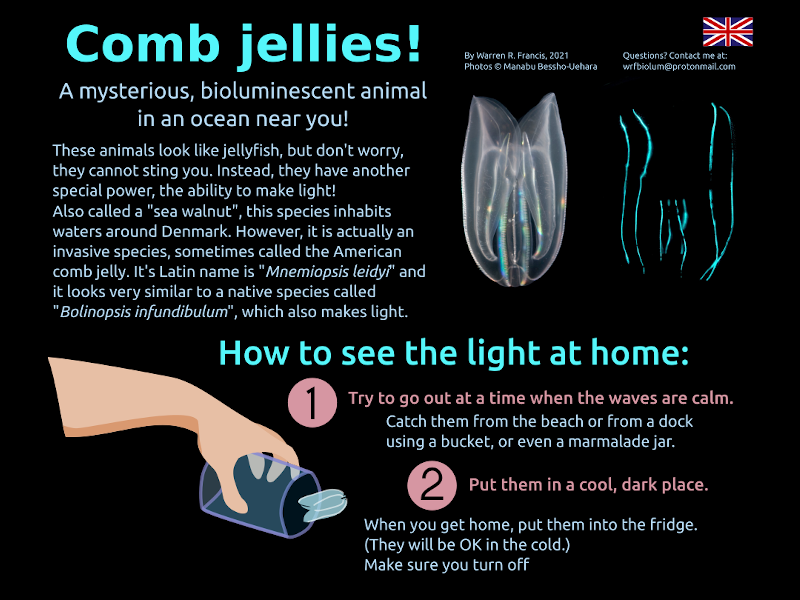 Comb jellies!
By Warren R. Francis, 2021
Photos © Manabu Bessho-Uehara
Questions? Contact me at:
wrfbiolum@protonmail.com
A mysterious, bioluminescent animal
in an ocean near you!
These animals look like jellyfish, but don't worry,
they cannot sting you. Instead, they have another
special power, the ability to make light!
Also called a "sea walnut", this species inhabits
waters around Denmark. However, it is actually an
invasive species, sometimes called the American
comb jelly. It's Latin name is "Mnemiopsis leidyi" and
it looks very similar to a native species called
"Bolinopsis infundibulum", which also makes light.
How to see the light at home:
1 Try to go out at a time when the waves are calm.
Catch them from the beach or from a dock
using a bucket, or even a marmalade jar.
2 Put them in a cool, dark place.
When you get home, put them into the fridge.
(They will be OK in the cold.)
Make sure you turn off